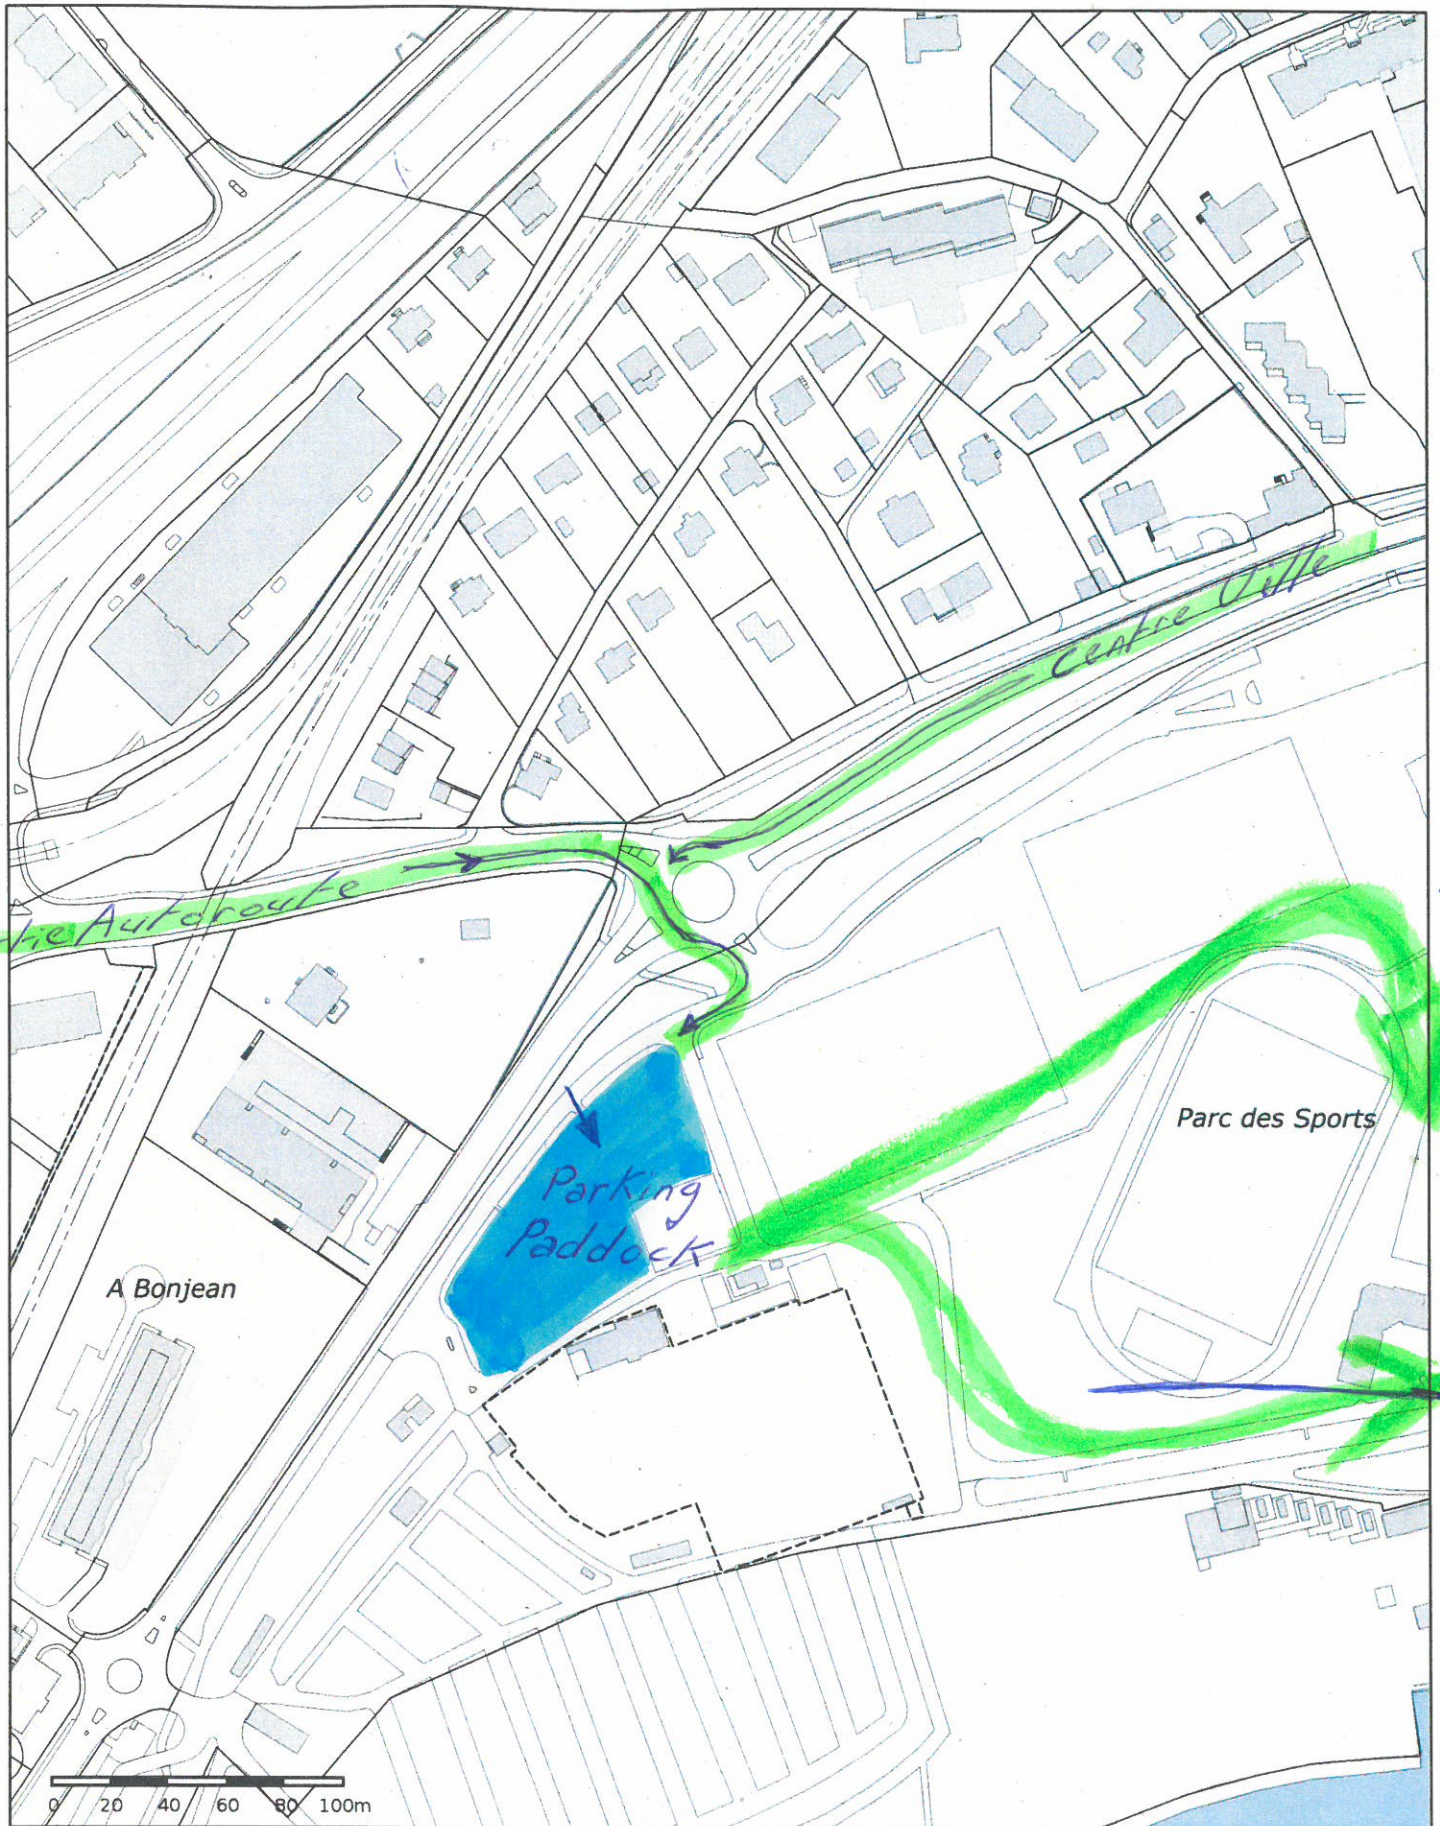 Centre Ville
Autoroute
Parc des Sports
Parking
Paddock
A Bonjean
0 20 40 60 80 100m